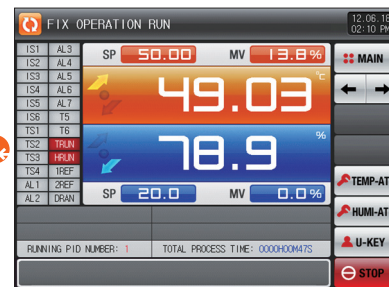 FIX OPERATION RUN
12.06.18
02:10 PM
IS1 AL3
IS2 AL4
IS3 AL5
IS4 AL6
IS5 AL7
IS6 T5
TS1 T6
TS2 TRUN
TS3 HRUN
TS4 1REF
AL1 2REF
AL2 DRAN
SP 50.00 MV 13.8 %
49.03 °C
78.9 %
SP 20.0 MV 0.0 %
RUNNING PID NUMBER: 1 TOTAL PROCESS TIME: 0000H00M47S
MAIN
TEMP-AT
HUMI-AT
U-KEY
STOP